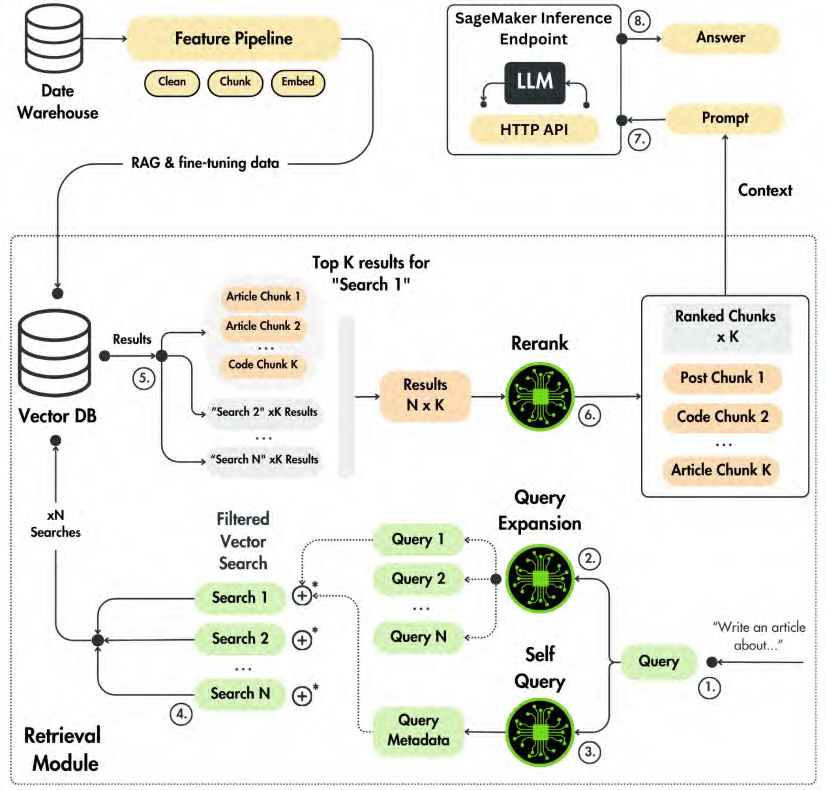 Feature Pipeline
Clean
Chunk
Embed
Date
Warehouse
RAG & fine-tuning data
SageMaker Inference
Endpoint
LLM
HTTP API
8.
Answer
7.
Prompt
Context
Top K results for
"Search 1"
Article Chunk 1
Article Chunk 2
...
Code Chunk K
Results
5.
Vector DB
"Search 2" xK Results
...
"Search N" xK Results
Results
N x K
Rerank
6.
Ranked Chunks
x K
Post Chunk 1
Code Chunk 2
...
Article Chunk K
xN
Searches
Filtered
Vector
Search
Search 1
+*
Search 2
+*
...
Search N
+*
4.
Query 1
Query 2
...
Query N
Query
Expansion
2.
Self
Query
3.
Query
Metadata
Query
"Write an article
about..."
1.
Retrieval
Module